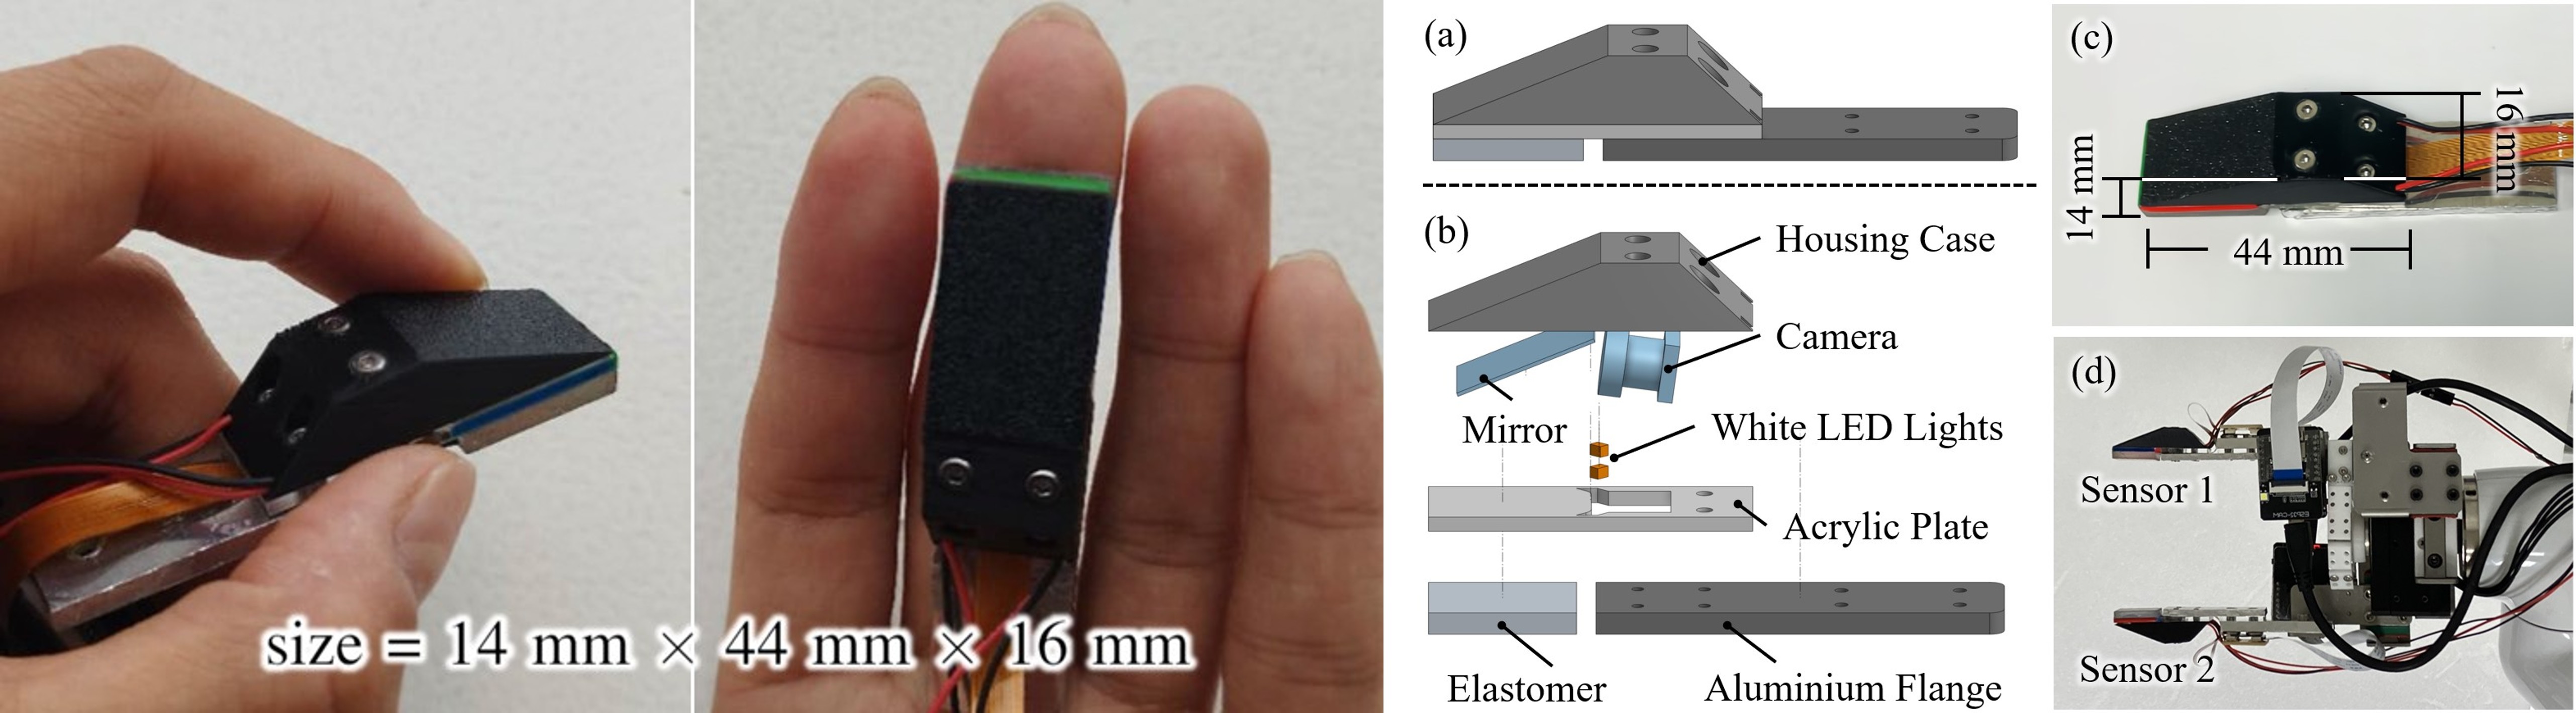 size = 14 mm × 44 mm × 16 mm
(a)
(b)
Housing Case
Camera
Mirror
White LED Lights
Acrylic Plate
Elastomer
Aluminium Flange
(c)
16 mm
14 mm
44 mm
(d)
Sensor 1
Sensor 2